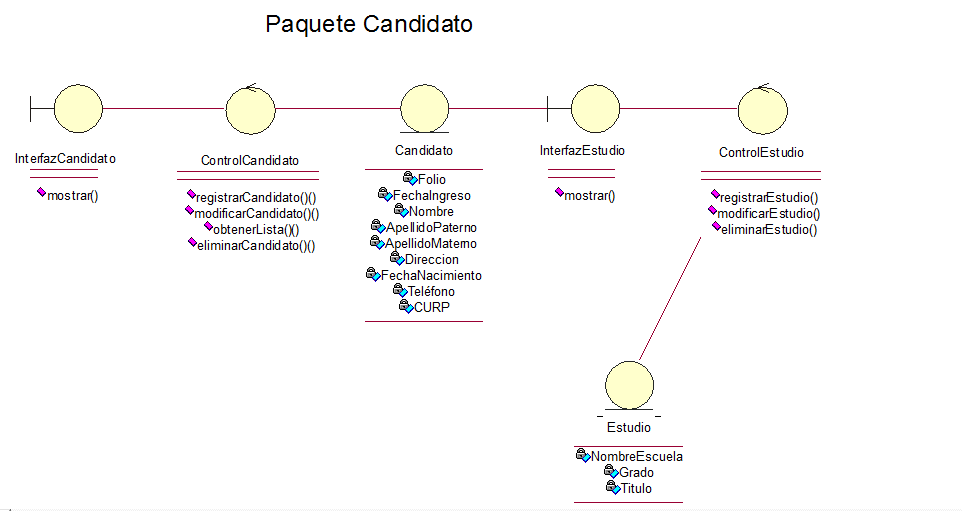 Paquete Candidato
InterfazCandidato
mostrar()
ControlCandidato
registrarCandidato()()
modificarCandidato()()
obtenerLista()()
eliminarCandidato()()
Candidato
Folio
FechaIngreso
Nombre
ApellidoPaterno
ApellidoMaterno
Direccion
FechaNacimiento
Teléfono
CURP
InterfazEstudio
mostrar()
ControlEstudio
registrarEstudio()
modificarEstudio()
eliminarEstudio()
Estudio
NombreEscuela
Grado
Titulo